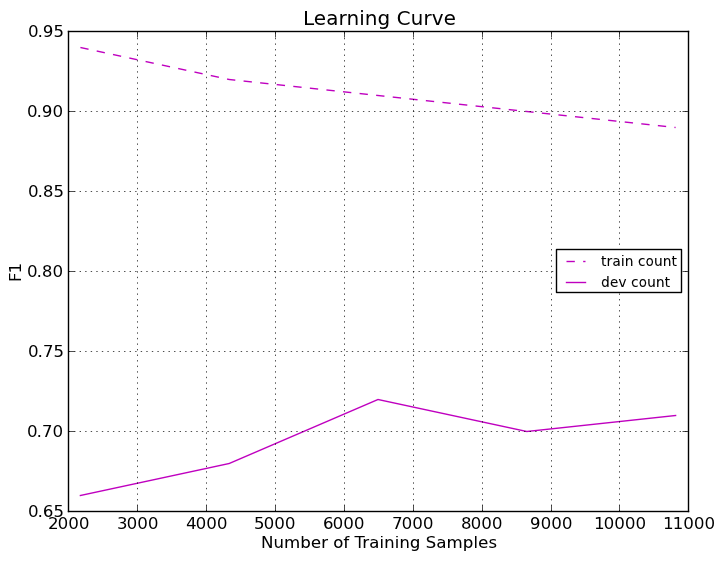 Learning Curve
0.95
0.90
0.85
0.80
0.75
0.70
0.65
F1
train count
dev count
2000 3000 4000 5000 6000 7000 8000 9000 10000 11000
Number of Training Samples